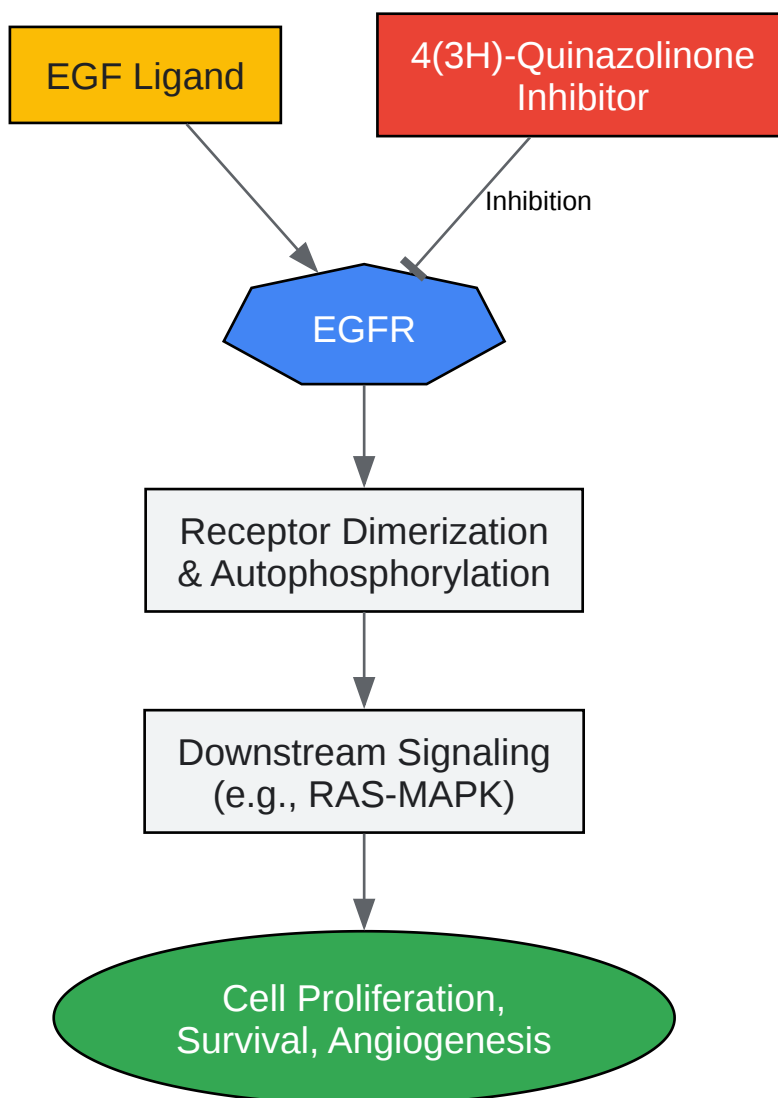 EGF Ligand
4(3H)-Quinazolinone
Inhibitor
Inhibition
EGFR
Receptor Dimerization
& Autophosphorylation
Downstream Signaling
(e.g., RAS-MAPK)
Cell Proliferation,
Survival, Angiogenesis